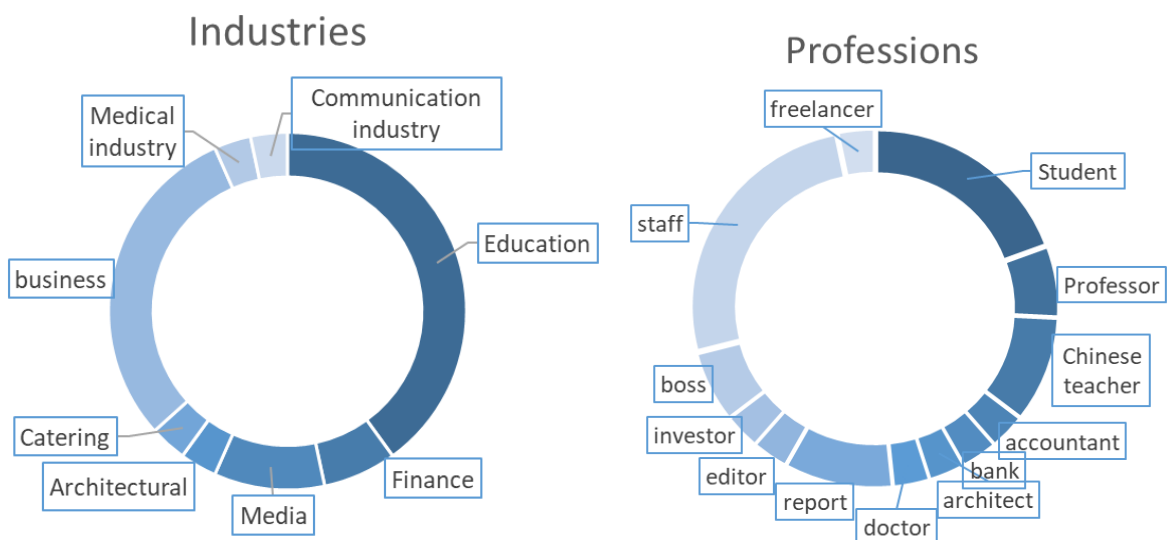 Industries
Communication
industry
Medical
industry
Education
business
Catering
Architectural
Media
Finance
Professions
freelancer
Student
staff
Professor
Chinese
teacher
boss
accountant
investor
bank
editor
architect
report
doctor